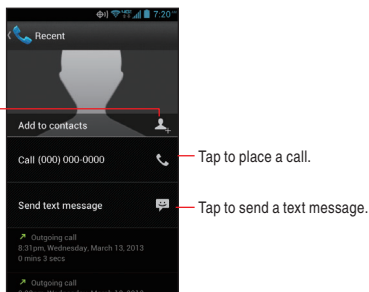 7:20
Recent
Add to contacts
Call (000) 000-0000
Tap to place a call.
Send text message
Tap to send a text message.
Outgoing call
8:31pm, Wednesday, March 13, 2013
0 mins 3 secs
Outgoing call